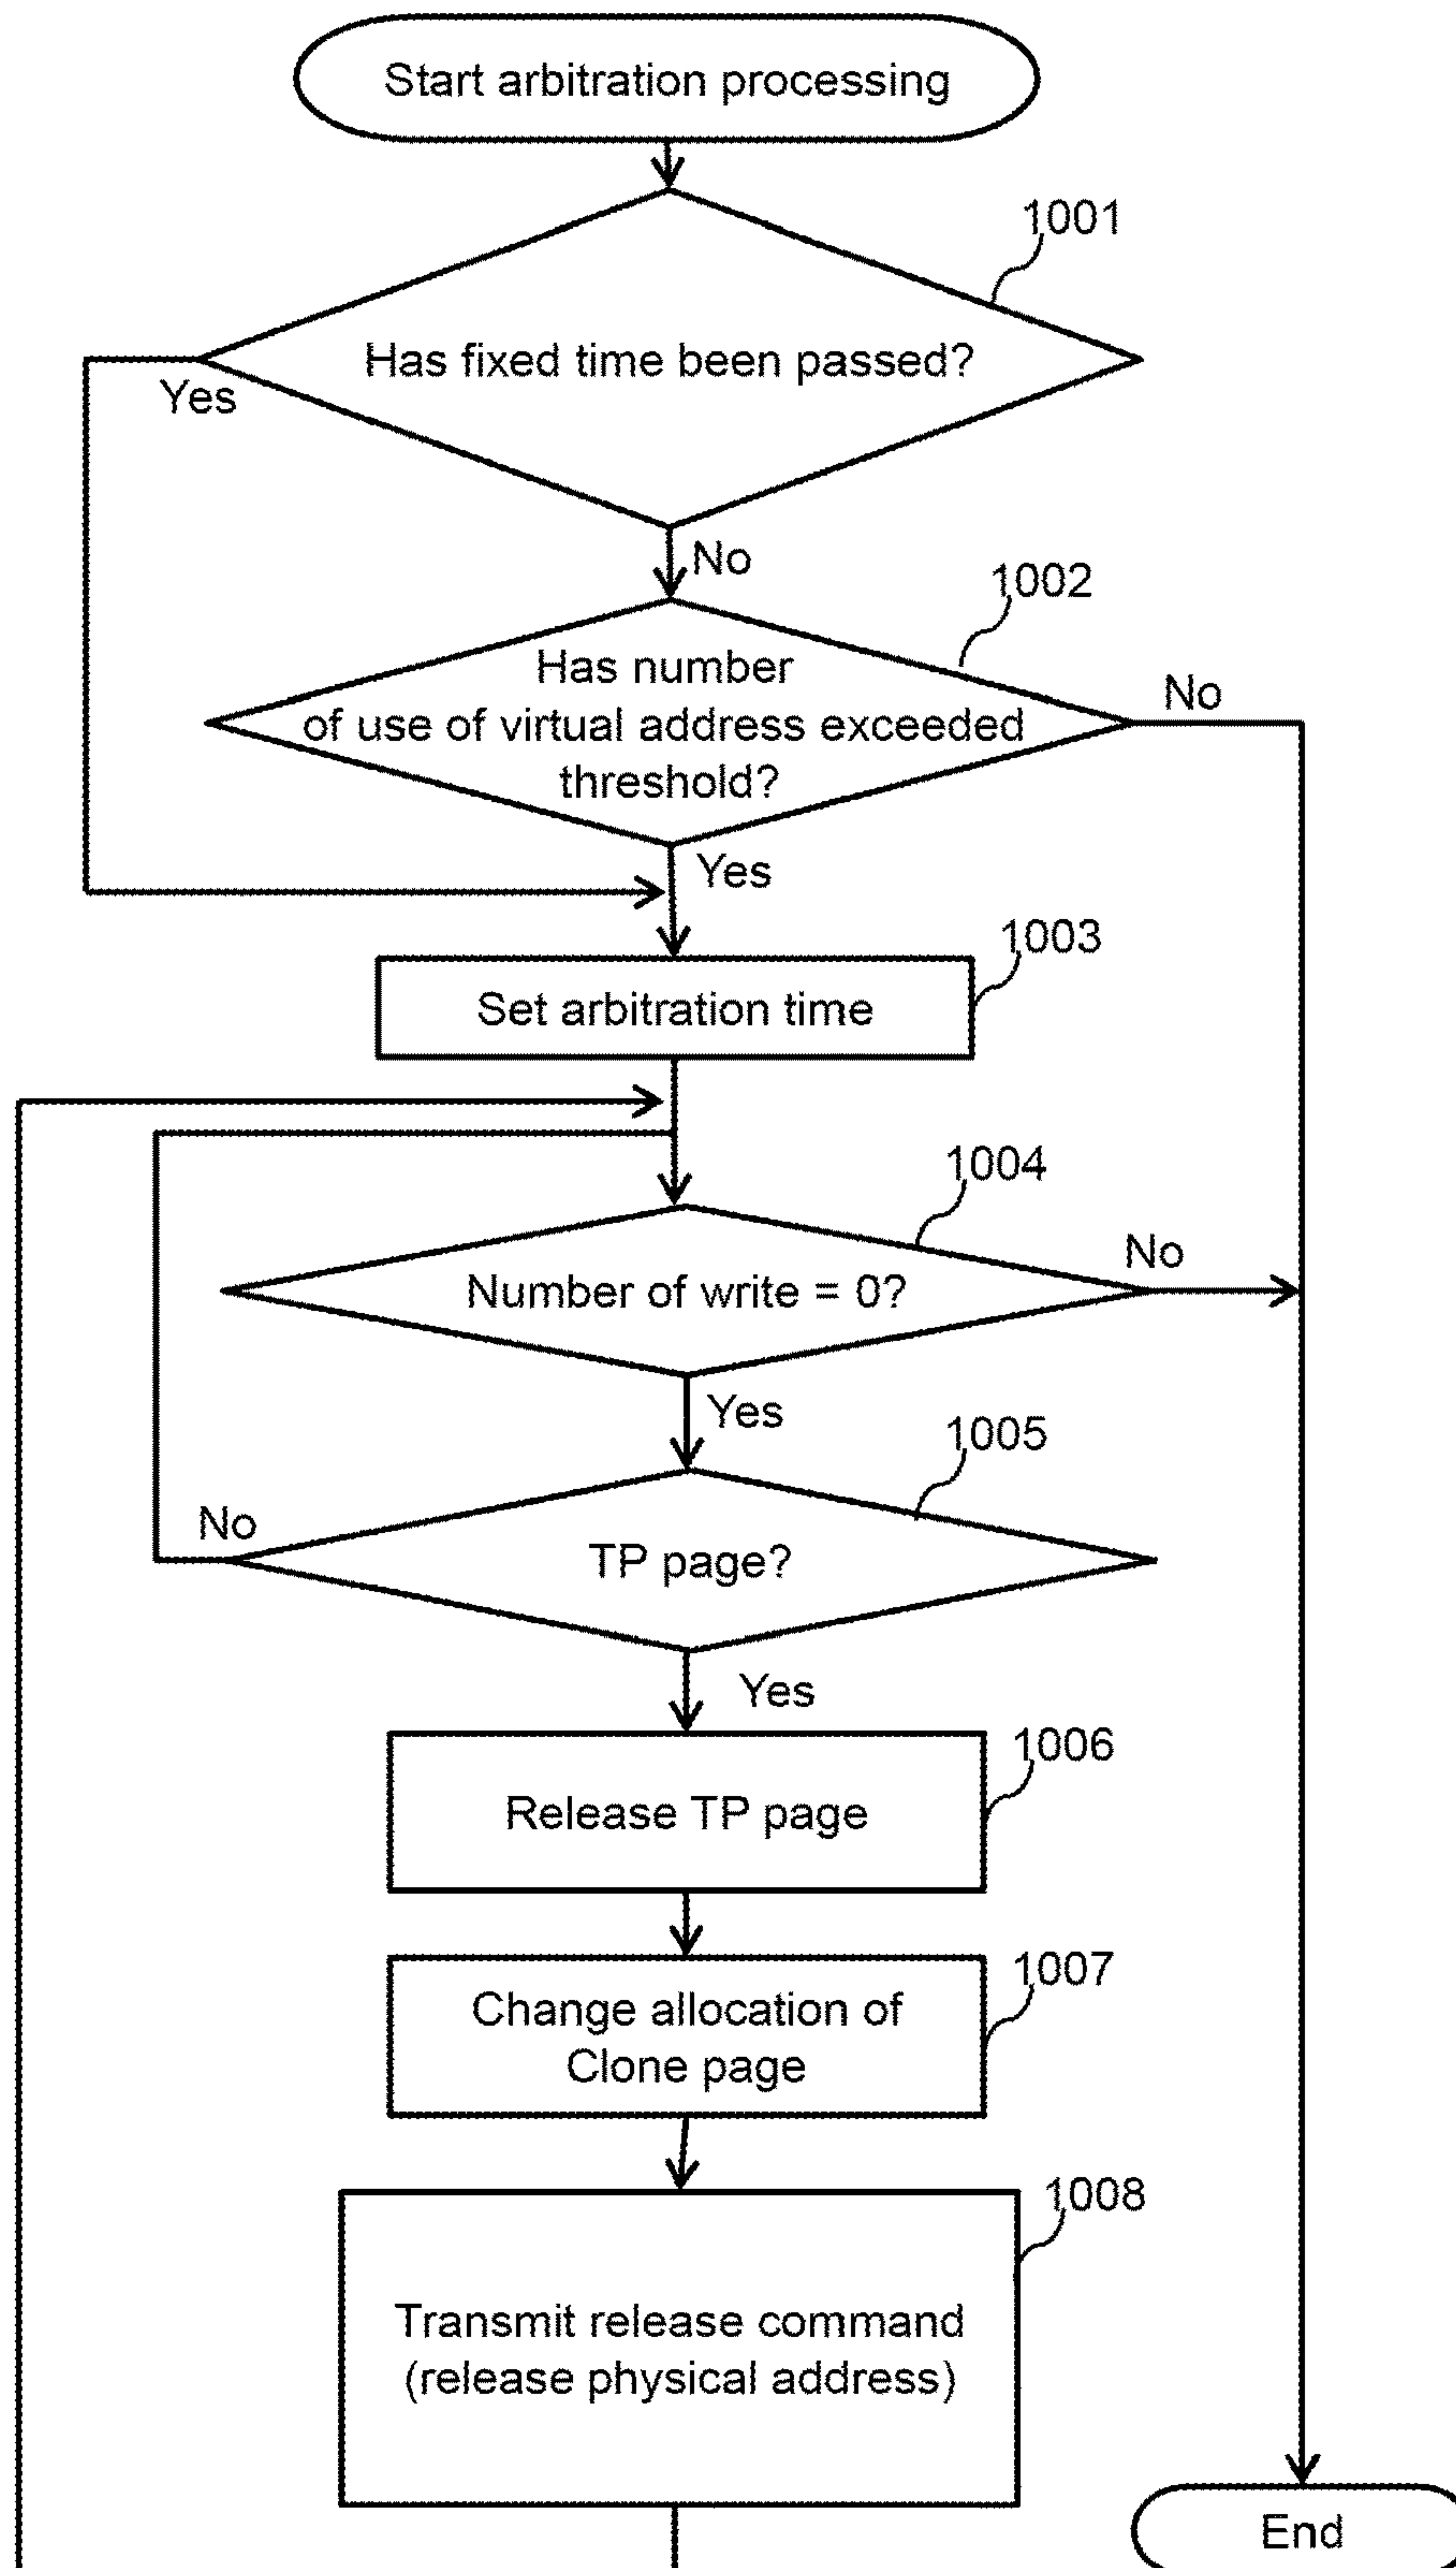 Start arbitration processing
1001
Has fixed time been passed?
Yes
No
1002
Has number
of use of virtual address exceeded
threshold?
No
Yes
1003
Set arbitration time
1004
Number of write = 0?
No
Yes
1005
TP page?
No
Yes
1006
Release TP page
1007
Change allocation of
Clone page
1008
Transmit release command
(release physical address)
End